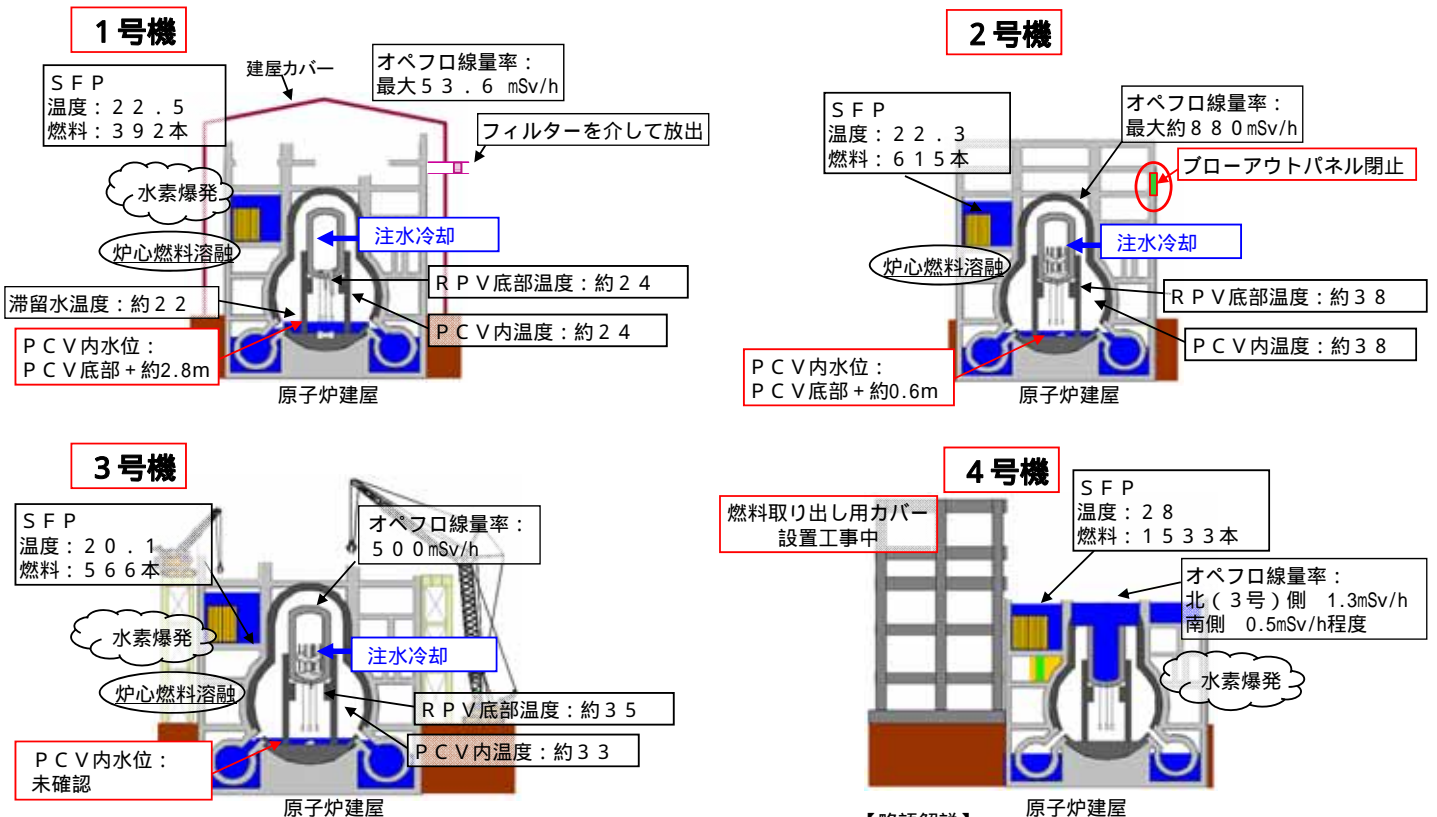 １号機
ＳＦＰ
温度：２２．５
燃料：３９２本
建屋カバー
オペフロ線量率：
最大５３．６ mSv/h
フィルターを介して放出
水素爆発
炉心燃料溶融
注水冷却
滞留水温度：約２２
ＲＰＶ底部温度：約２４
ＰＣＶ内温度：約２４
ＰＣＶ内水位：
ＰＣＶ底部＋約2.8m
原子炉建屋
２号機
ＳＦＰ
温度：２２．３
燃料：６１５本
オペフロ線量率：
最大約８８０mSv/h
ブローアウトパネル閉止
注水冷却
炉心燃料溶融
ＲＰＶ底部温度：約３８
ＰＣＶ内温度：約３８
ＰＣＶ内水位：
ＰＣＶ底部＋約0.6m
原子炉建屋
３号機
ＳＦＰ
温度：２０．１
燃料：５６６本
オペフロ線量率：
５００mSv/h
水素爆発
注水冷却
炉心燃料溶融
ＲＰＶ底部温度：約３５
ＰＣＶ内温度：約３３
ＰＣＶ内水位：
未確認
原子炉建屋
４号機
燃料取り出し用カバー
設置工事中
ＳＦＰ
温度：２８
燃料：１５３３本
オペフロ線量率：
北（３号）側　1.3mSv/h
南側　0.5mSv/h程度
水素爆発
原子炉建屋